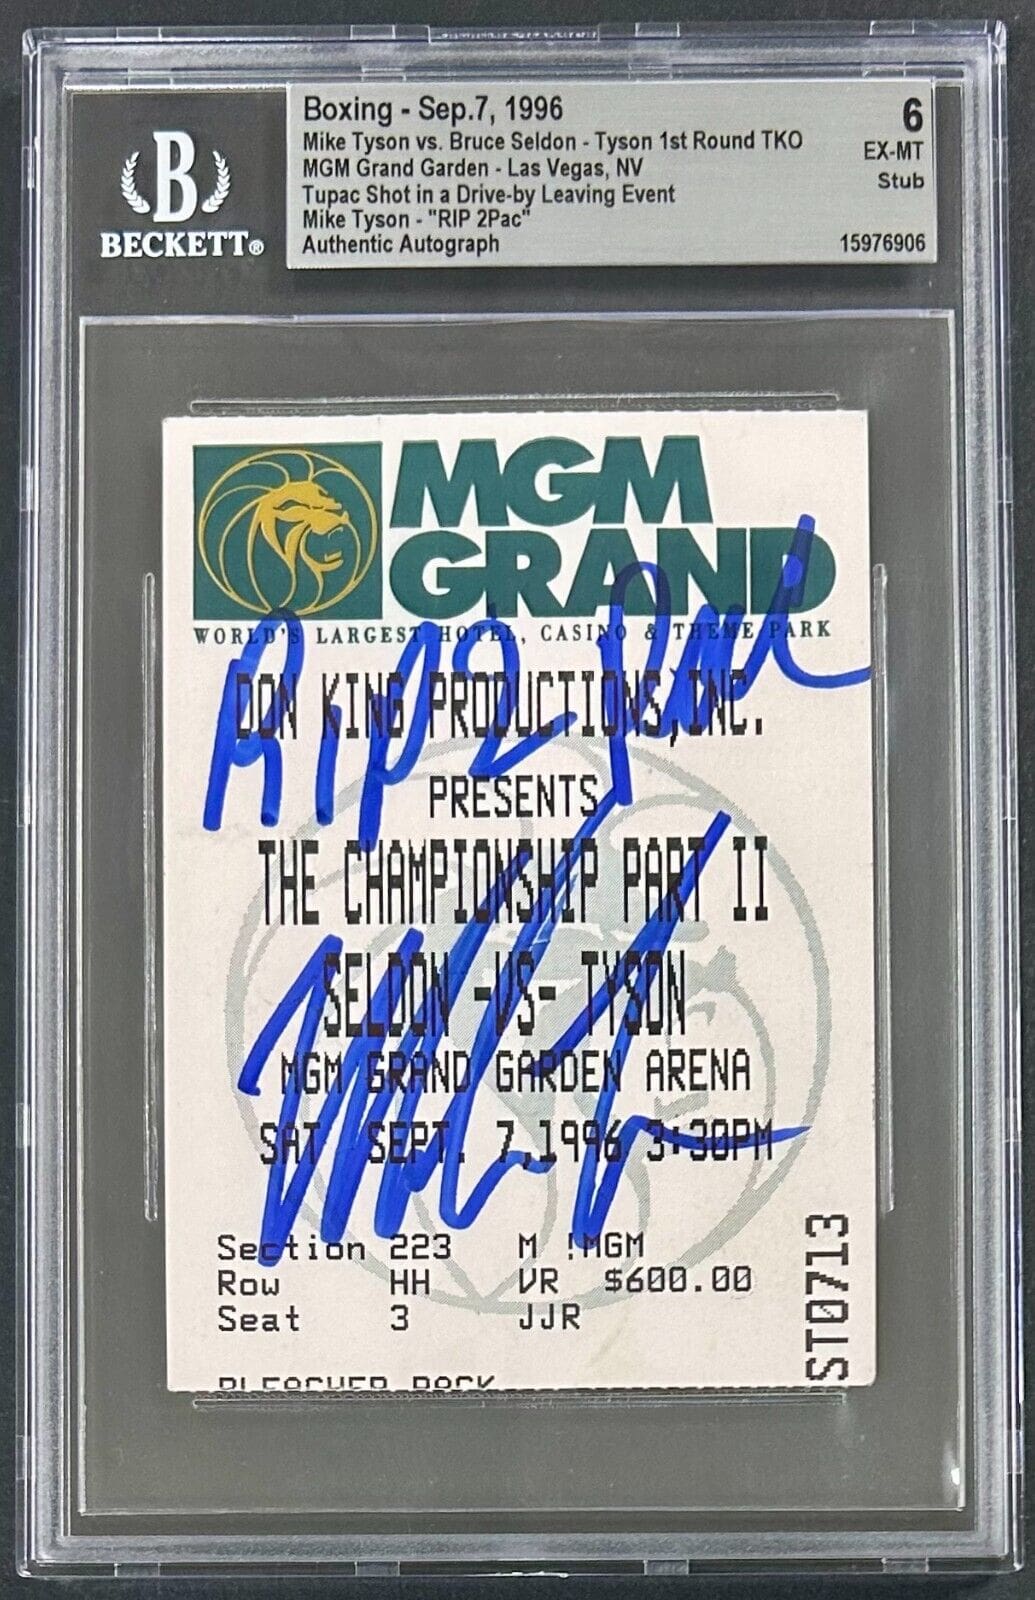 B
BECKETT®
Boxing - Sep.7, 1996
Mike Tyson vs. Bruce Seldon - Tyson 1st Round TKO
MGM Grand Garden - Las Vegas, NV
Tupac Shot in a Drive-by Leaving Event
Mike Tyson - "RIP 2Pac"
Authentic Autograph
6
EX-MT
Stub
15976906
MGM
GRAND
WORLD'S LARGEST HOTEL, CASINO & THEME PARK
RIP 2 Pac
DON KING PRODUCTIONS,INC.
PRESENTS
THE CHAMPIONSHIP PART II
SELDON -VS- TYSON
MGM GRAND GARDEN ARENA
SAT SEPT. 7,1996 3:30PM
Section 223 M !MGM
Row HH VR $600.00
Seat 3 JJR
BLEACHER BACK
ST0713